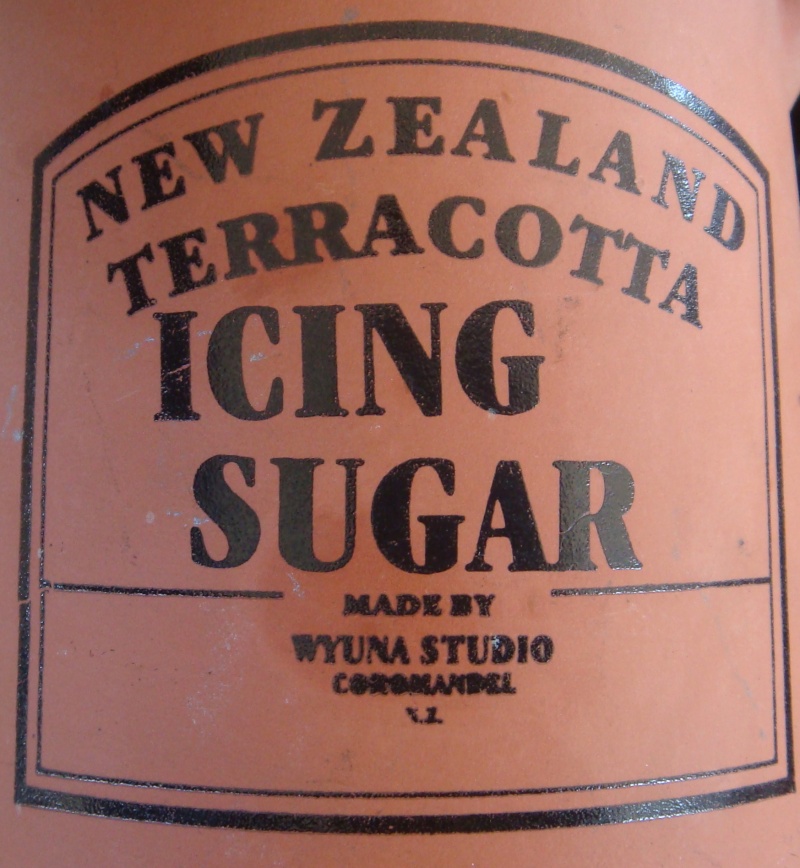 NEW ZEALAND
TERRACOTTA
ICING
SUGAR
MADE BY
WYUNA STUDIO
COROMANDEL
N.Z.